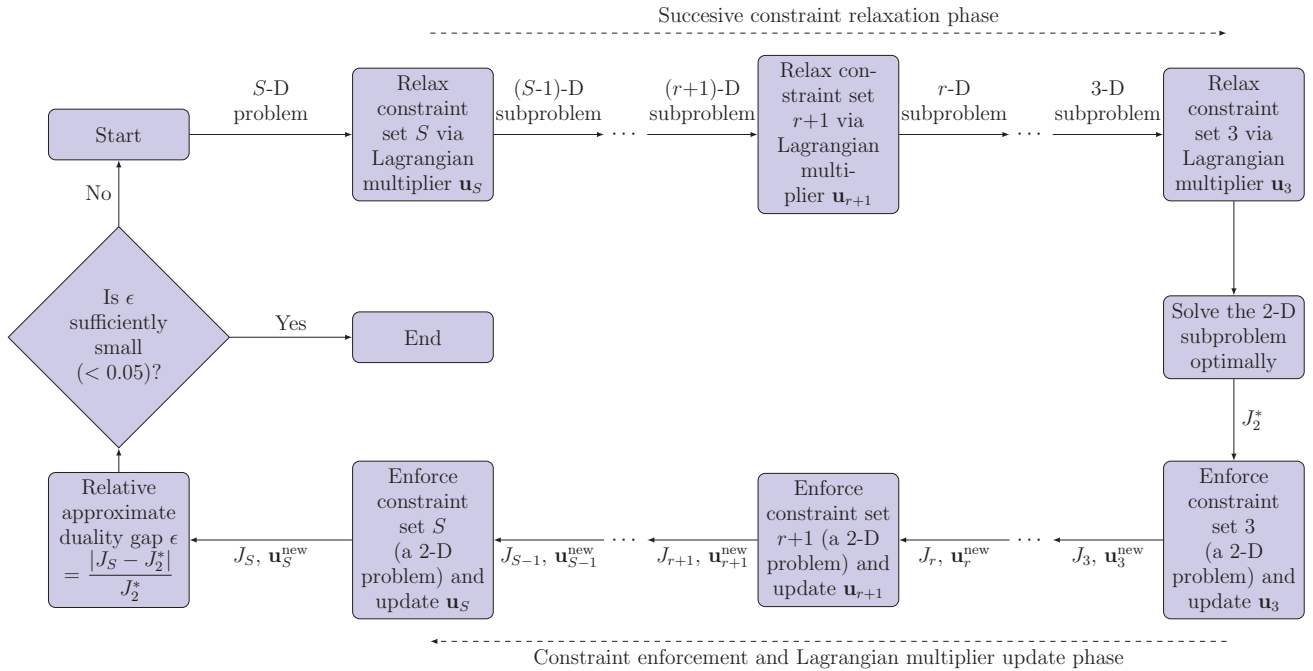 Succesive constraint relaxation phase
Start
S-D
problem
Relax
constraint
set S via
Lagrangian
multiplier u_S
(S-1)-D
subproblem
···
(r+1)-D
subproblem
Relax con-
straint set
r+1 via
Lagrangian
multi-
plier u_{r+1}
r-D
subproblem
···
3-D
subproblem
Relax
constraint
set 3 via
Lagrangian
multiplier u_3
No
Is ϵ
sufficiently
small
(< 0.05)?
Yes
End
Solve the 2-D
subproblem
optimally
J_2^*
Relative
approximate
duality gap ϵ
= |J_S − J_2^*| / J_2^*
J_S, u_S^new
Enforce
constraint
set S
(a 2-D
problem) and
update u_S
J_{S−1}, u_{S−1}^new
···
J_{r+1}, u_{r+1}^new
Enforce
constraint set
r+1 (a 2-D
problem) and
update u_{r+1}
J_r, u_r^new
···
J_3, u_3^new
Enforce
constraint
set 3
(a 2-D
problem) and
update u_3
Constraint enforcement and Lagrangian multiplier update phase